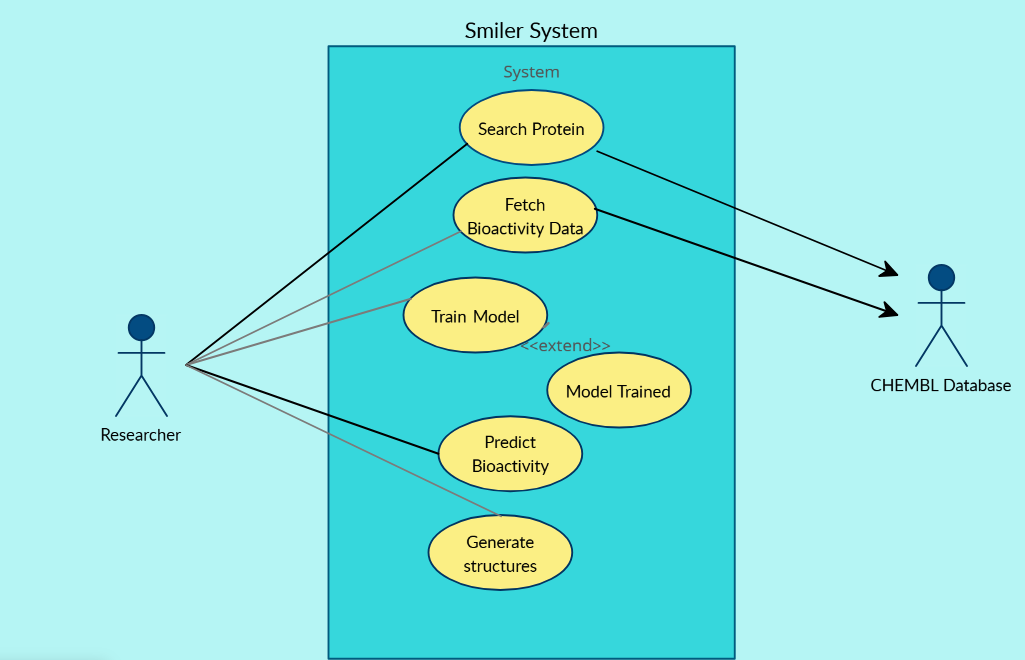 Smiler System
System
Search Protein
Fetch
Bioactivity Data
Train Model
<<extend>>
Model Trained
CHEMBL Database
Researcher
Predict
Bioactivity
Generate
structures